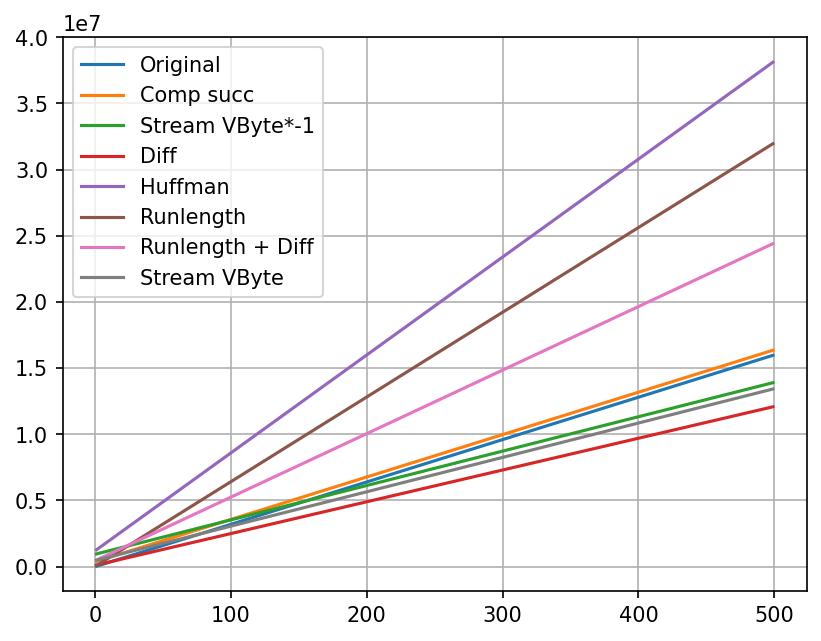 1e7
4.0
3.5
3.0
2.5
2.0
1.5
1.0
0.5
0.0
Original
Comp succ
Stream VByte*-1
Diff
Huffman
Runlength
Runlength + Diff
Stream VByte
0 100 200 300 400 500